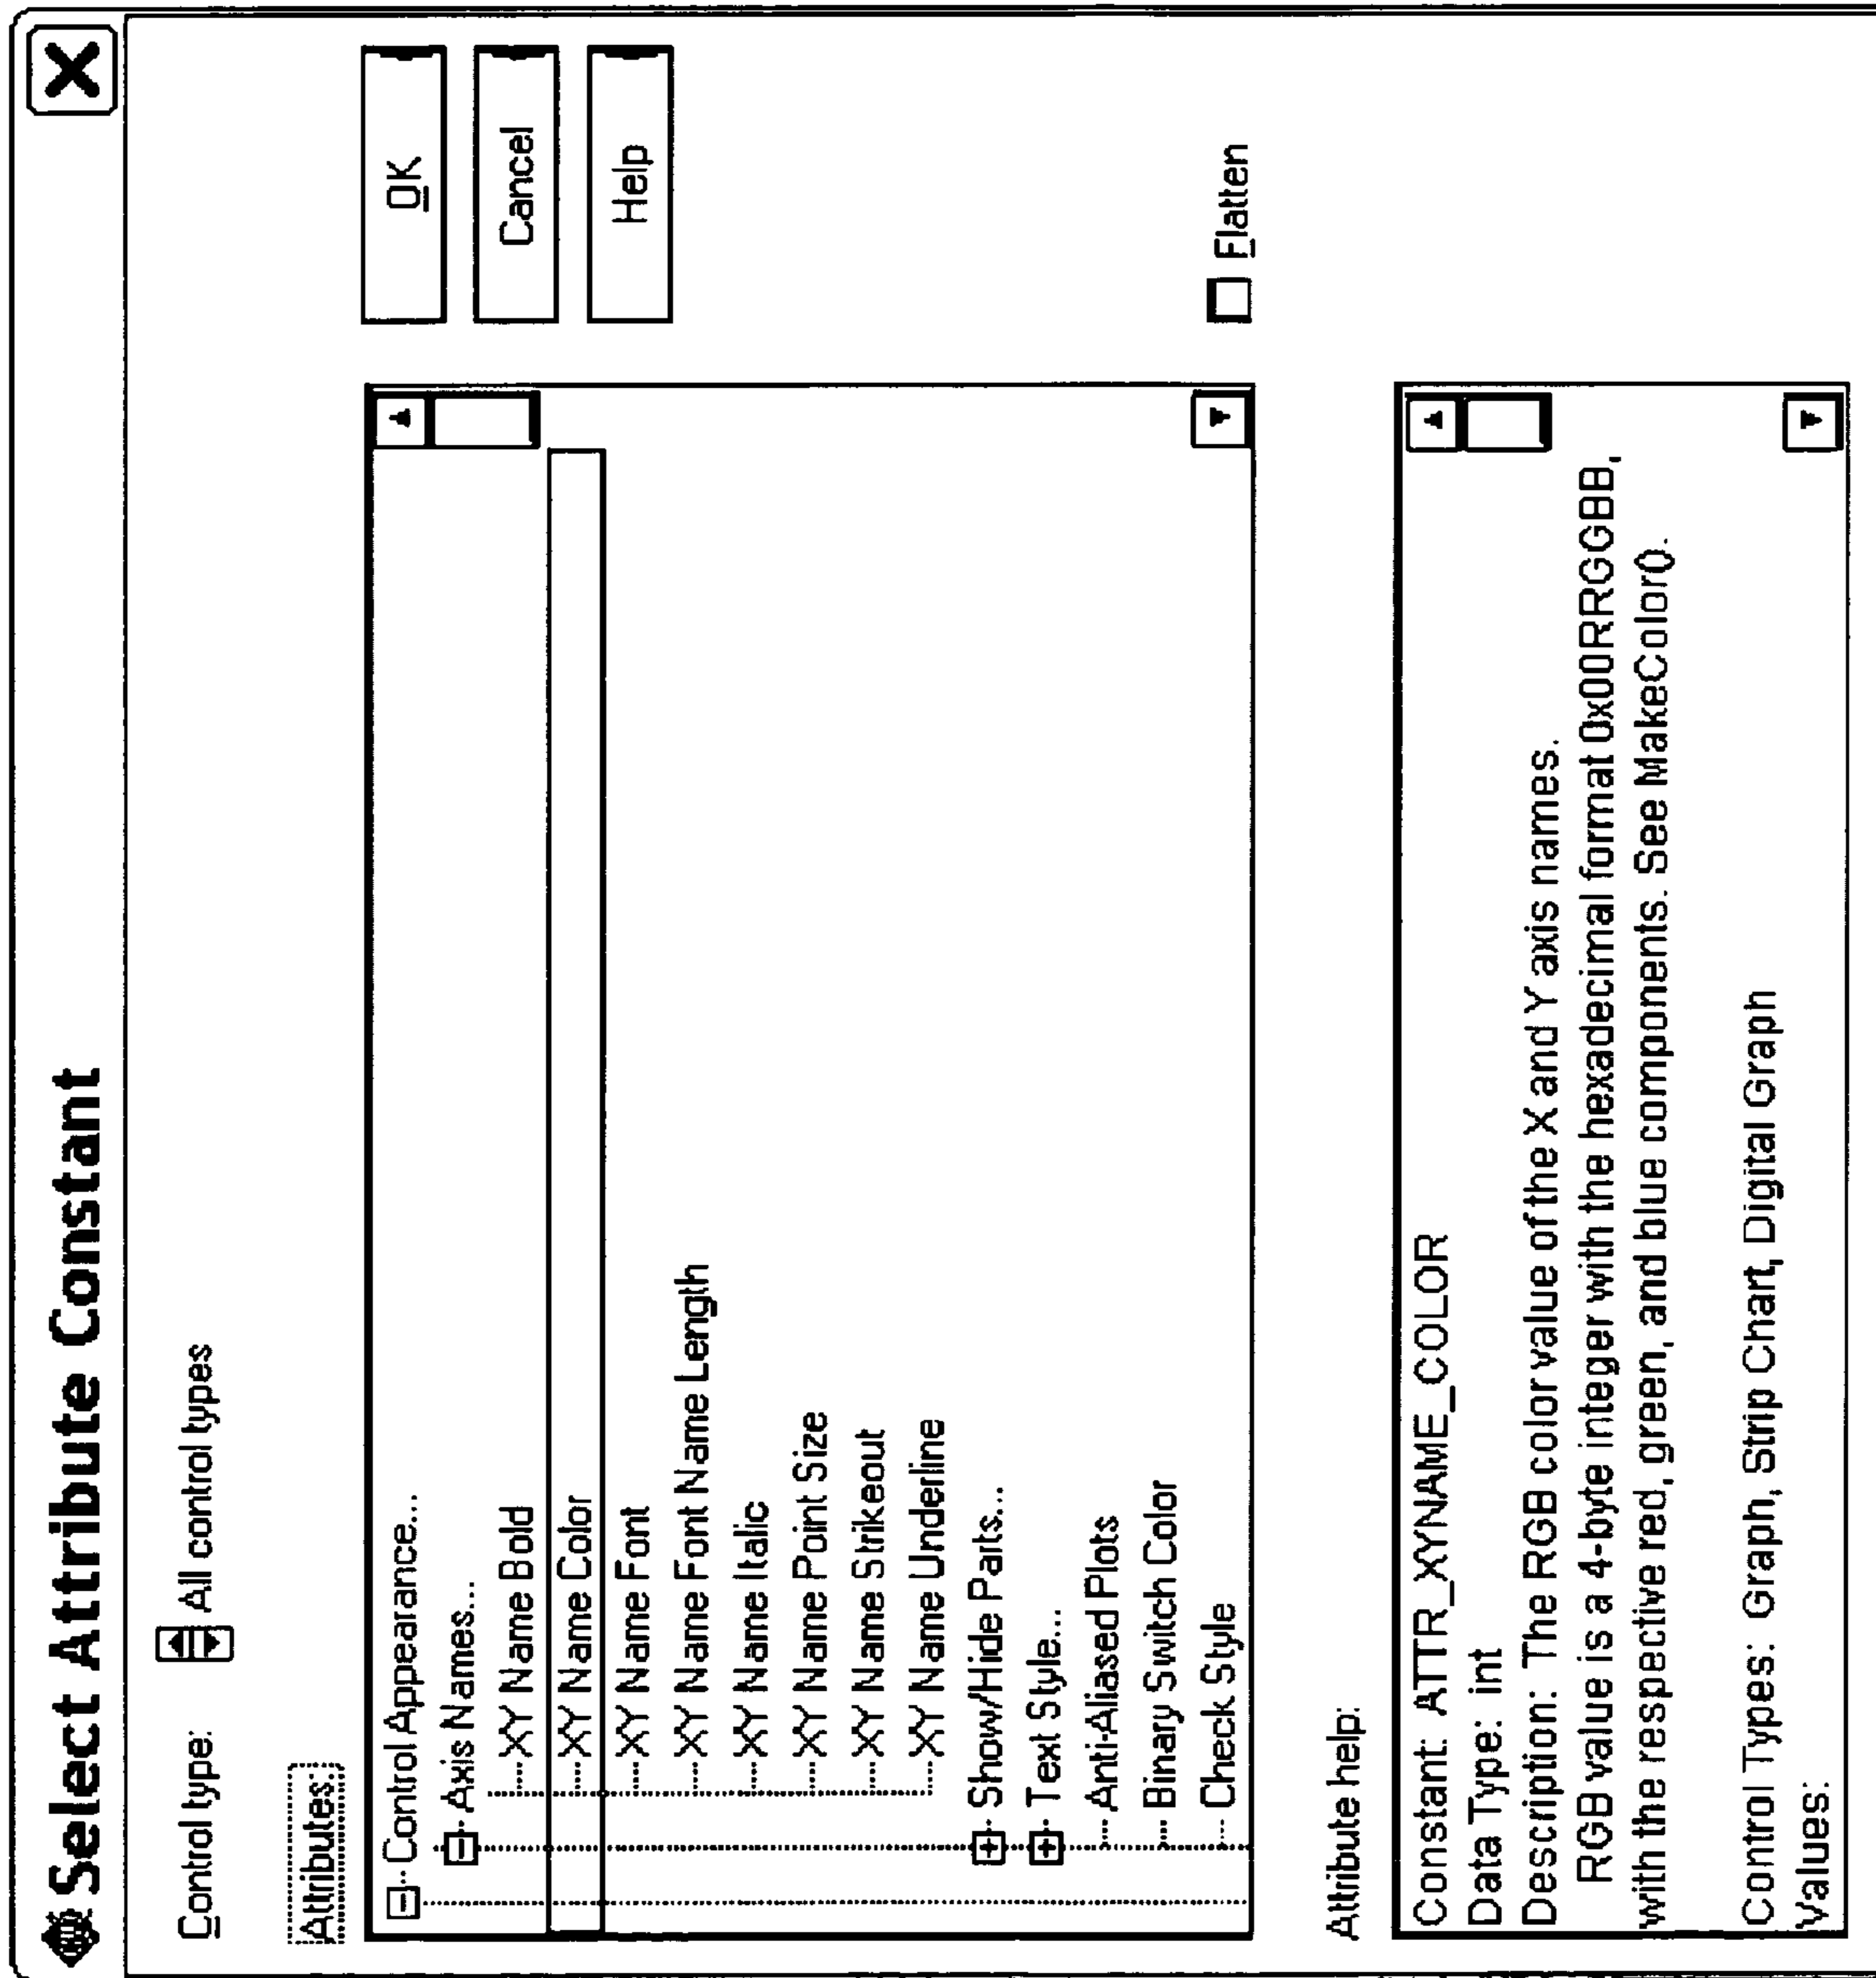 Select Attribute Constant
Control type: All control types
Attributes:
Control Appearance...
Axis Names...
XY Name Bold
XY Name Color
XY Name Font
XY Name Font Name Length
XY Name Italic
XY Name Point Size
XY Name Strikeout
XY Name Underline
Show/Hide Parts...
Text Style...
Anti-Aliased Plots
Binary Switch Color
Check Style
OK
Cancel
Help
Flatten
Attribute help:
Constant: ATTR_XYNAME_COLOR
Data Type: int
Description: The RGB color value of the X and Y axis names.
RGB value is a 4-byte integer with the hexadecimal format 0x00RRGGBB,
with the respective red, green, and blue components. See MakeColor().
Control Types: Graph, Strip Chart, Digital Graph
Values: